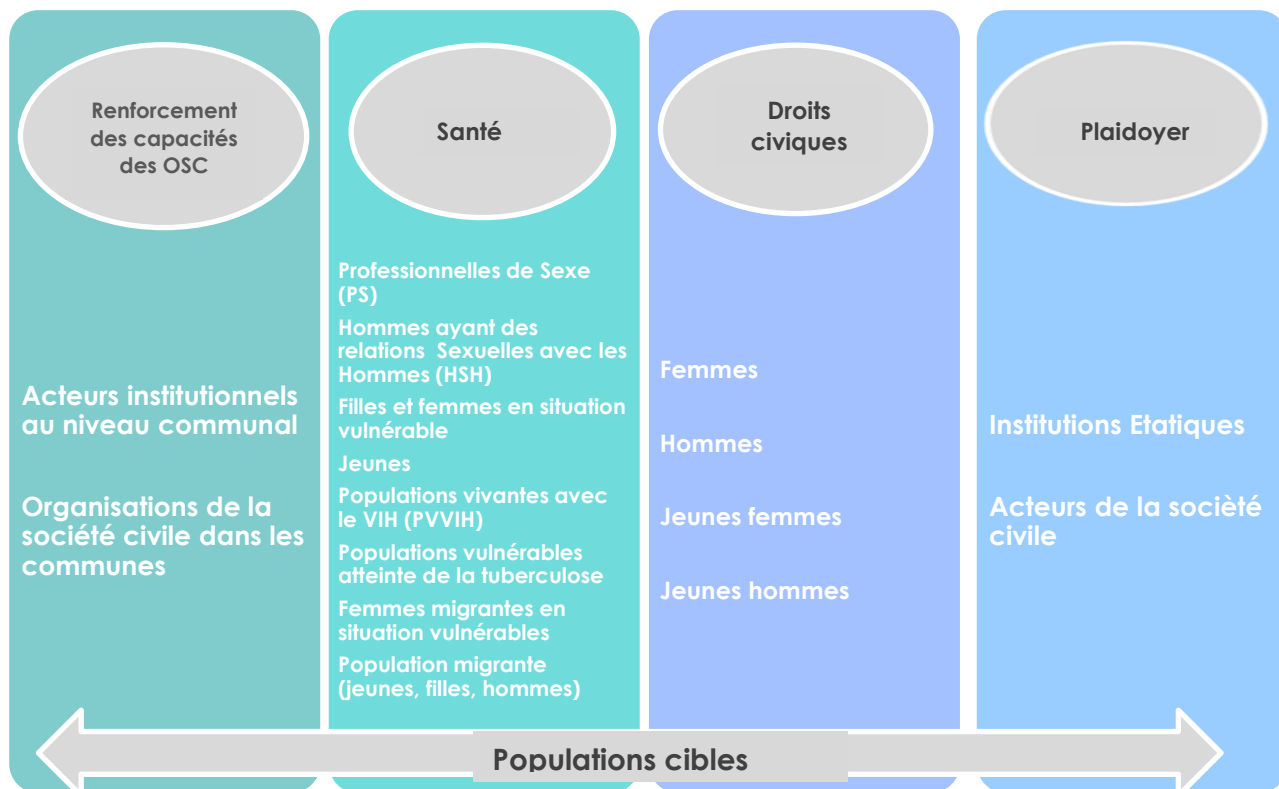 Renforcement
des capacités
des OSC
Acteurs institutionnels
au niveau communal
Organisations de la
société civile dans les
communes
Santé
Professionnelles de Sexe
(PS)
Hommes ayant des
relations Sexuelles avec les
Hommes (HSH)
Filles et femmes en situation
vulnérable
Jeunes
Populations vivantes avec
le VIH (PVVIH)
Populations vulnérables
atteinte de la tuberculose
Femmes migrantes en
situation vulnérables
Population migrante
(jeunes, filles, hommes)
Droits
civiques
Femmes
Hommes
Jeunes femmes
Jeunes hommes
Plaidoyer
Institutions Etatiques
Acteurs de la socièté
civile
Populations cibles